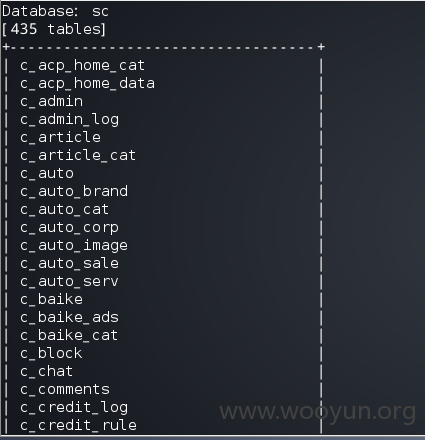 Database: sc
[435 tables]
+----------------------------------+
| c_acp_home_cat |
| c_acp_home_data |
| c_admin |
| c_admin_log |
| c_article |
| c_article_cat |
| c_auto |
| c_auto_brand |
| c_auto_cat |
| c_auto_corp |
| c_auto_image |
| c_auto_sale |
| c_auto_serv |
| c_baike |
| c_baike_ads |
| c_baike_cat |
| c_block |
| c_chat |
| c_comments |
| c_credit_log |
| c_credit_rule |
www.wooyun.org